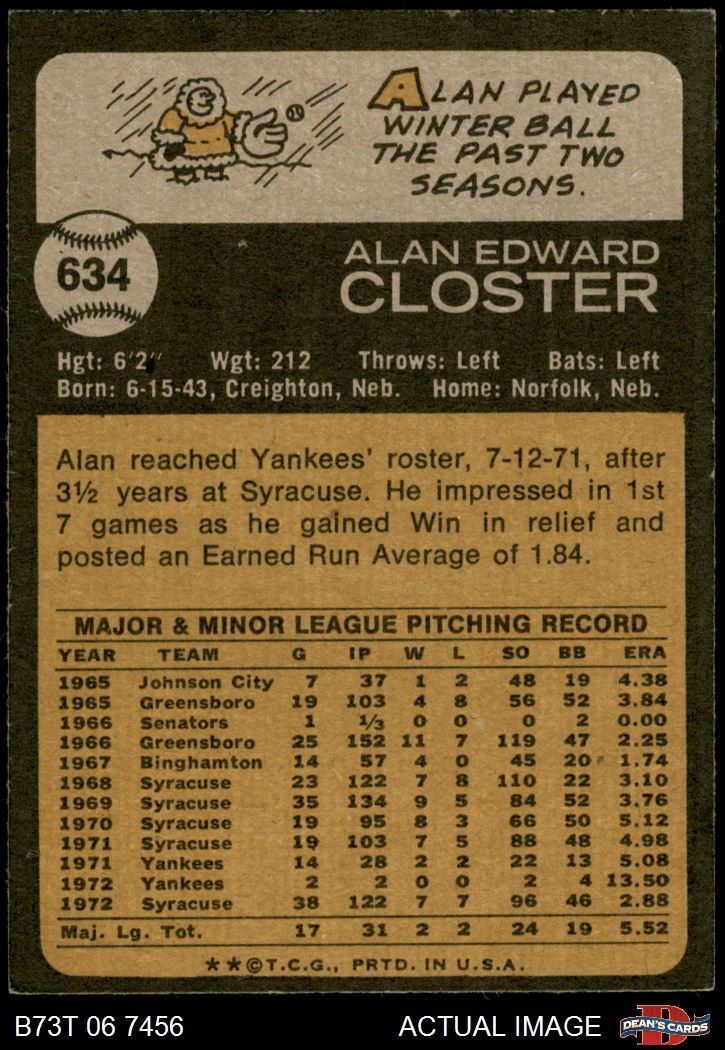 ALAN PLAYED
WINTER BALL
THE PAST TWO
SEASONS.
634
ALAN EDWARD
CLOSTER
Hgt: 6'2" Wgt: 212 Throws: Left Bats: Left
Born: 6-15-43, Creighton, Neb. Home: Norfolk, Neb.
Alan reached Yankees' roster, 7-12-71, after
3½ years at Syracuse. He impressed in 1st
7 games as he gained Win in relief and
posted an Earned Run Average of 1.84.
MAJOR & MINOR LEAGUE PITCHING RECORD
YEAR TEAM G IP W L SO BB ERA
1965 Johnson City 7 37 1 2 48 19 4.38
1965 Greensboro 19 103 4 8 56 52 3.84
1966 Senators 1 1/3 0 0 0 2 0.00
1966 Greensboro 25 152 11 7 119 47 2.25
1967 Binghamton 14 57 4 0 45 20 1.74
1968 Syracuse 23 122 7 8 110 22 3.10
1969 Syracuse 35 134 9 5 84 52 3.76
1970 Syracuse 19 95 8 3 66 50 5.12
1971 Syracuse 19 103 7 5 88 48 4.98
1971 Yankees 14 28 2 2 22 13 5.08
1972 Yankees 2 2 0 0 2 4 13.50
1972 Syracuse 38 122 7 7 96 46 2.88
Maj. Lg. Tot. 17 31 2 2 24 19 5.52
**©T.C.G., PRTD. IN U.S.A.
B73T 06 7456 ACTUAL IMAGE D DEAN'S CARDS